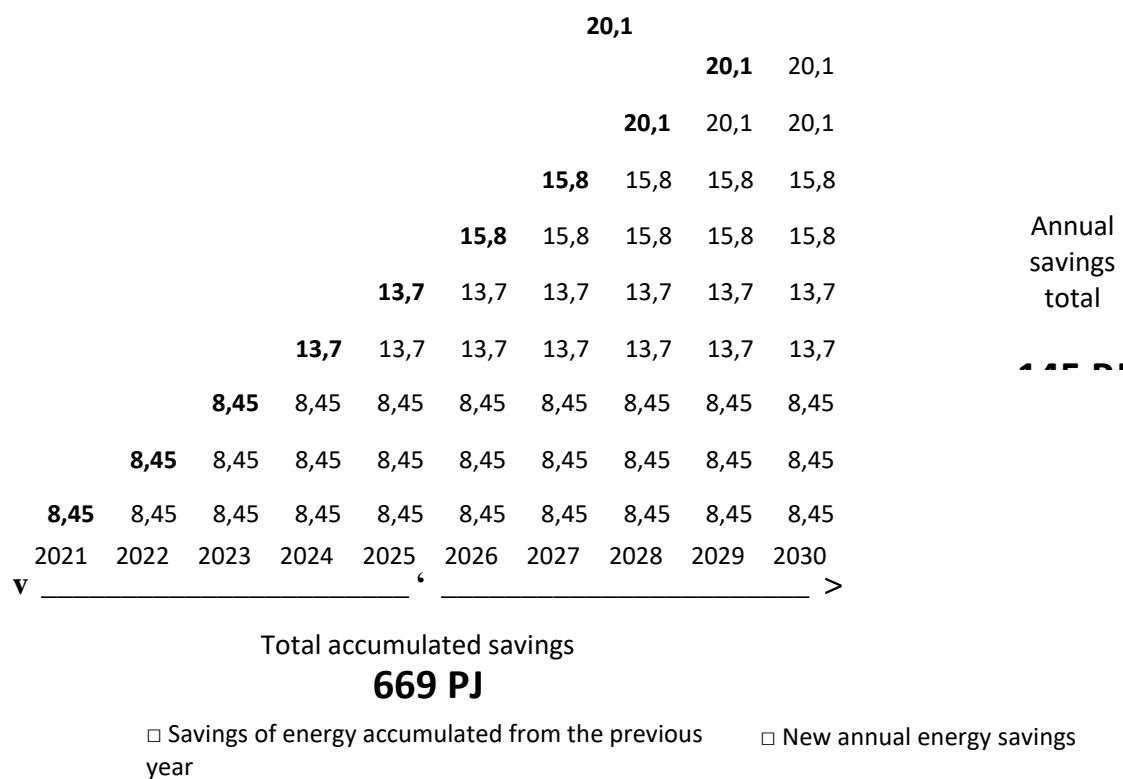 20,1
20,1 20,1
20,1 20,1 20,1
15,8 15,8 15,8 15,8
15,8 15,8 15,8 15,8 15,8
13,7 13,7 13,7 13,7 13,7 13,7
13,7 13,7 13,7 13,7 13,7 13,7 13,7
8,45 8,45 8,45 8,45 8,45 8,45 8,45 8,45
8,45 8,45 8,45 8,45 8,45 8,45 8,45 8,45 8,45
8,45 8,45 8,45 8,45 8,45 8,45 8,45 8,45 8,45 8,45
2021 2022 2023 2024 2025 2026 2027 2028 2029 2030
v ‘ >
Annual
savings
total
Total accumulated savings
669 PJ
□ Savings of energy accumulated from the previous
year
□ New annual energy savings